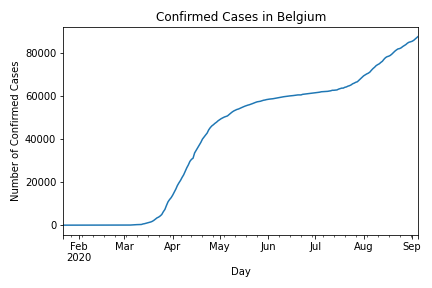 Confirmed Cases in Belgium
Number of Confirmed Cases
80000
60000
40000
20000
0
Feb Mar Apr May Jun Jul Aug Sep
2020
Day